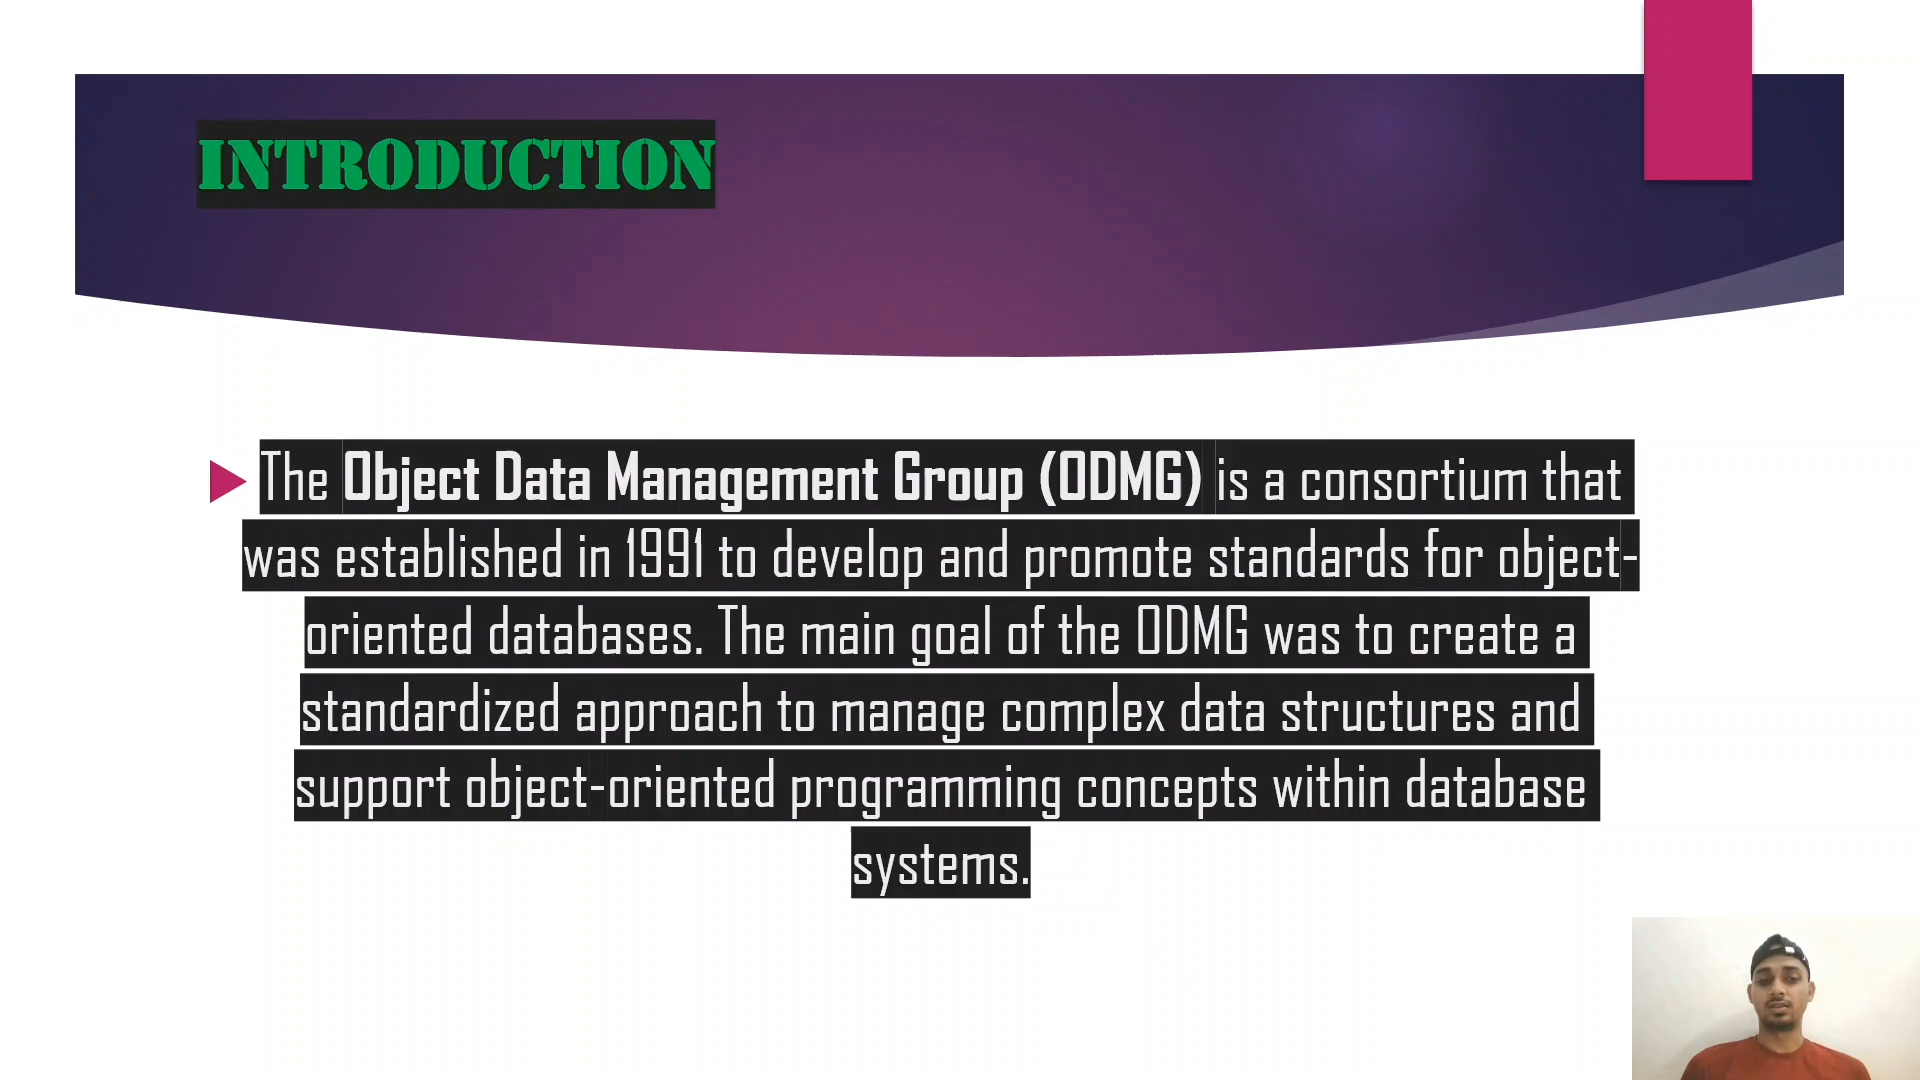 INTRODUCTION
The Object Data Management Group (ODMG) is a consortium that
was established in 1991 to develop and promote standards for object-
oriented databases. The main goal of the ODMG was to create a
standardized approach to manage complex data structures and
support object-oriented programming concepts within database
systems.